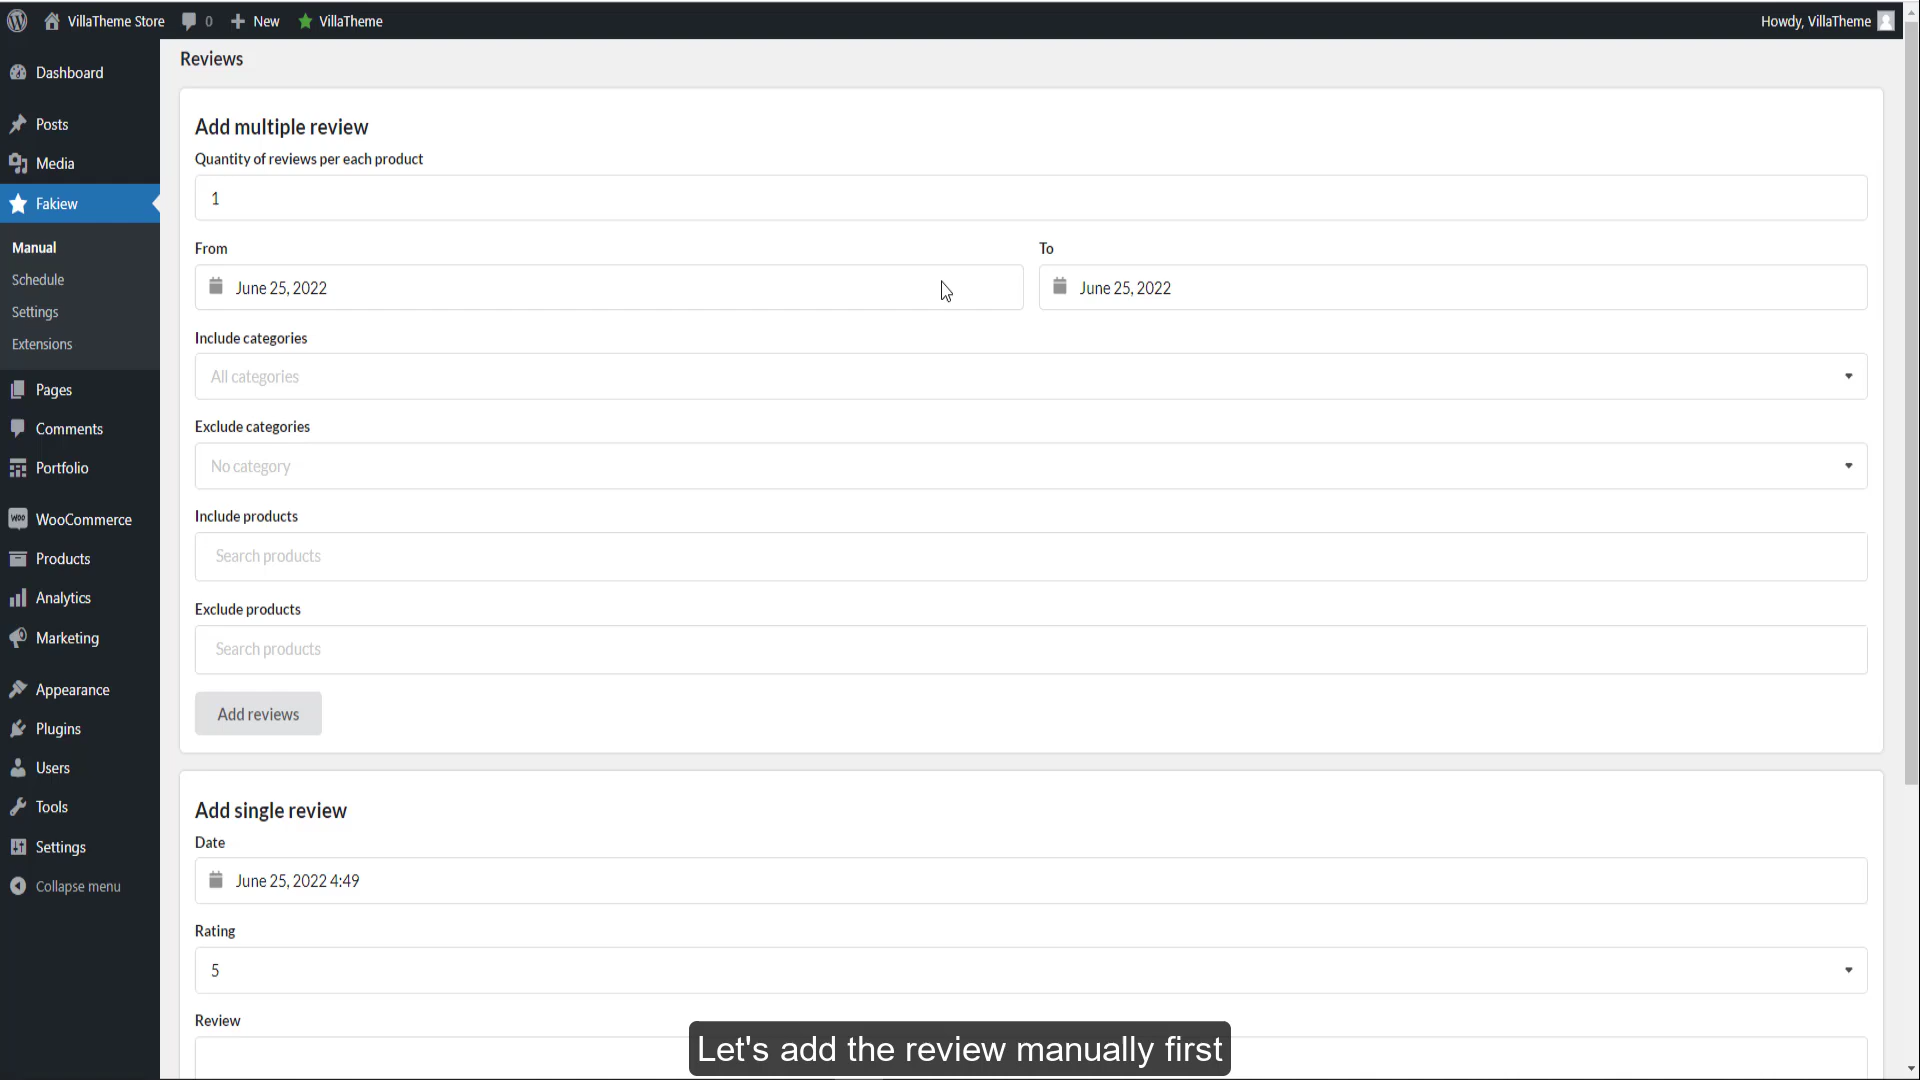 VillaTheme Store
0
New
VillaTheme
Howdy, VillaTheme
Dashboard
Posts
Media
Fakiew
Manual
Schedule
Settings
Extensions
Pages
Comments
Portfolio
WooCommerce
Products
Analytics
Marketing
Appearance
Plugins
Users
Tools
Settings
Collapse menu
Reviews
Add multiple review
Quantity of reviews per each product
1
From
To
June 25, 2022
June 25, 2022
Include categories
All categories
Exclude categories
No category
Include products
Search products
Exclude products
Search products
Add reviews
Add single review
Date
June 25, 2022 4:49
Rating
5
Review
Let's add the review manually first